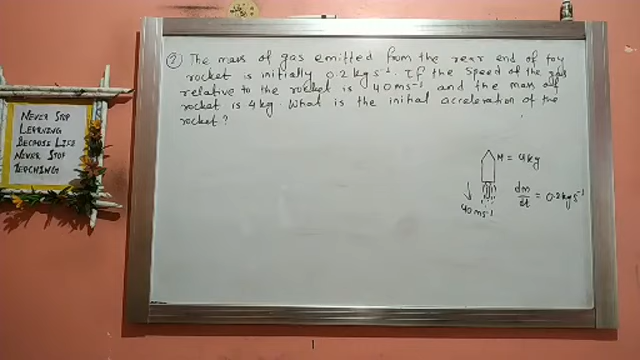 NEVER STOP
LEARNING
BECAUSE LIFE
NEVER STOP
TEACHING
② The mass of gas emitted from the rear end of toy
rocket is initially 0.2 kg s⁻¹. If the speed of the gas
relative to the rocket is 40 ms⁻¹ and the mass of
rocket is 4 kg. What is the initial acceleration of the
rocket?
M = 4 kg
dm/dt = 0.2 kg s⁻¹
40 ms⁻¹